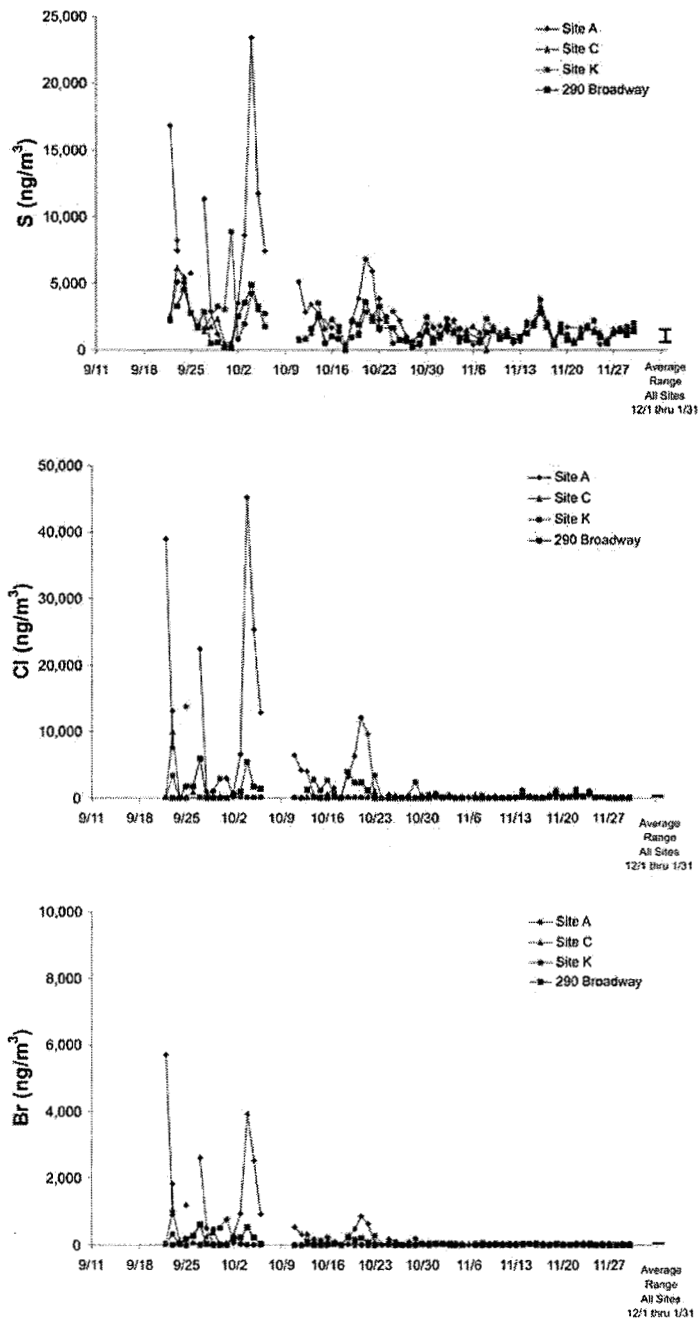 25,000
20,000
15,000
10,000
5,000
0
S (ng/m³)
Site A
Site C
Site K
290 Broadway
9/11 9/18 9/25 10/2 10/9 10/16 10/23 10/30 11/6 11/13 11/20 11/27
Average
Range
All Sites
12/1 thru 1/31
50,000
40,000
30,000
20,000
10,000
0
Cl (ng/m³)
Site A
Site C
Site K
290 Broadway
9/11 9/18 9/25 10/2 10/9 10/16 10/23 10/30 11/6 11/13 11/20 11/27
Average
Range
All Sites
12/1 thru 1/31
10,000
8,000
6,000
4,000
2,000
0
Br (ng/m³)
Site A
Site C
Site K
290 Broadway
9/11 9/18 9/25 10/2 10/9 10/16 10/23 10/30 11/6 11/13 11/20 11/27
Average
Range
All Sites
12/1 thru 1/31